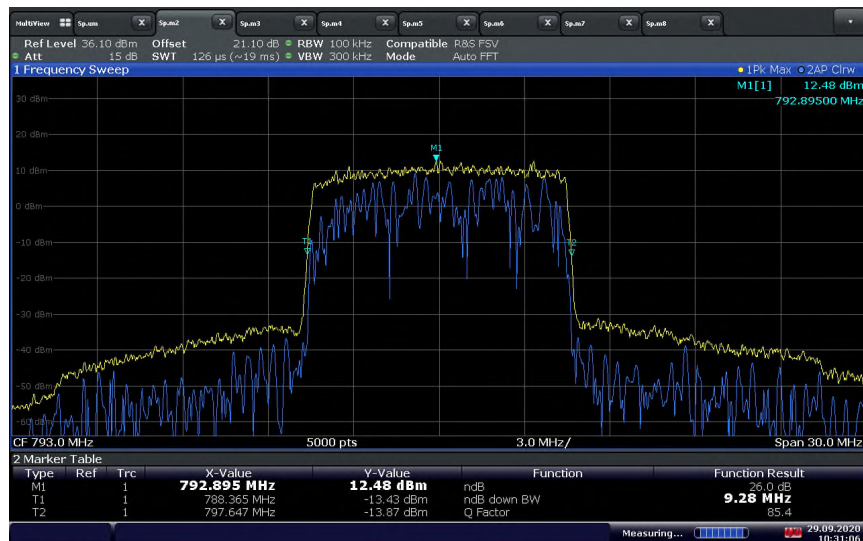 MultiView Sp.um X Sp.m2 X Sp.m3 X Sp.m4 X Sp.m5 X Sp.m6 X Sp.m7 X Sp.m8 X
Ref Level 36.10 dBm Offset 21.10 dB RBW 100 kHz Compatible R&S FSV
Att 15 dB SWT 126 µs (~19 ms) VBW 300 kHz Mode Auto FFT
1 Frequency Sweep 1Pk Max 2AP Clrw
M1[1] 12.48 dBm
792.89500 MHz
30 dBm
20 dBm
M1
10 dBm
0 dBm
-10 dBm T1 T2
-20 dBm
-30 dBm
-40 dBm
-50 dBm
-60 dBm
CF 793.0 MHz 5000 pts 3.0 MHz/ Span 30.0 MHz
2 Marker Table
Type Ref Trc X-Value Y-Value Function Function Result
M1 1 792.895 MHz 12.48 dBm ndB 26.0 dB
T1 1 788.365 MHz -13.43 dBm ndB down BW 9.28 MHz
T2 1 797.647 MHz -13.87 dBm Q Factor 85.4
Measuring... 29.09.2020
10:31:06